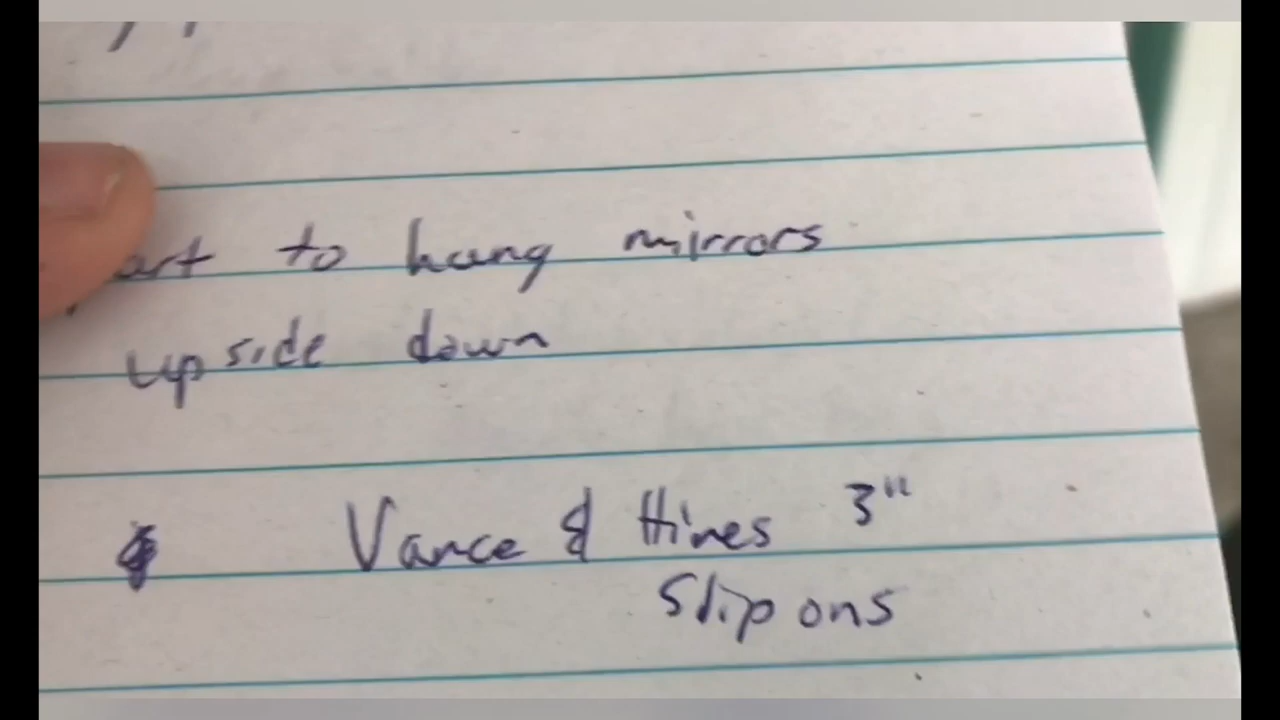 to hang mirrors
upside down
Vance & Hines 3"
Slip ons